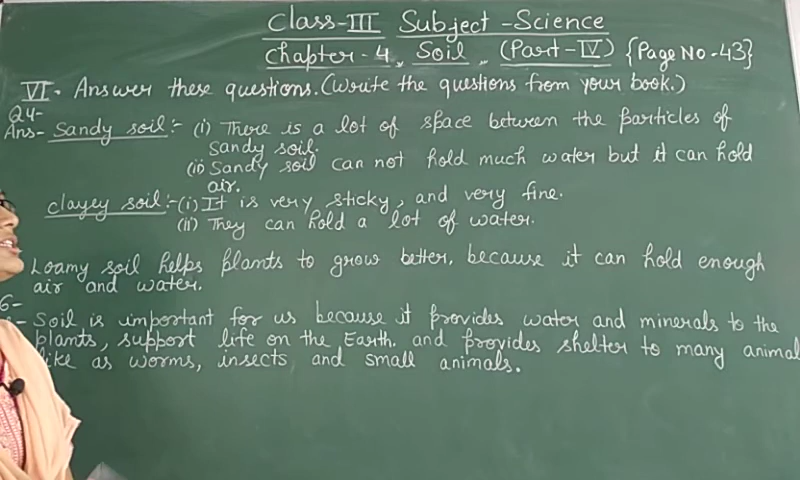 Class-III Subject -Science
Chapter-4, Soil, (Part-IV) {Page No-43}
VI. Answer these questions. (Write the questions from your book.)
Q4-
Ans- Sandy soil:- (i) There is a lot of space between the particles of
sandy soil.
(ii) Sandy soil can not hold much water but it can hold
air.
clayey soil:- (i) It is very sticky, and very fine.
(ii) They can hold a lot of water.
Loamy soil helps plants to grow better, because it can hold enough
air and water.
6-
- Soil is important for us because it provides water and minerals to the
plants, support life on the Earth. and provides shelter to many animal
like as worms, insects and small animals.